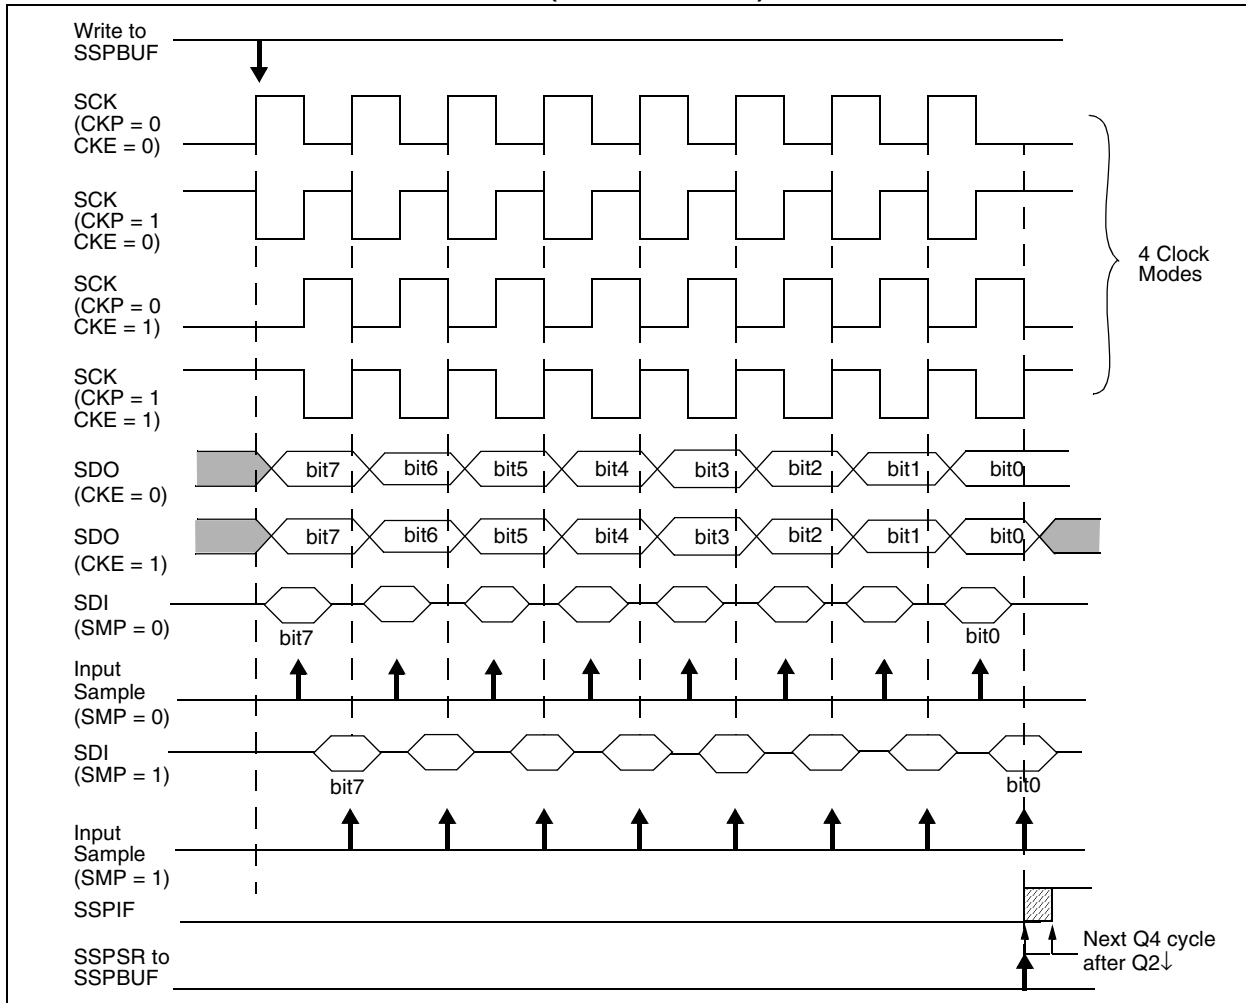 Write to
SSPBUF
SCK
(CKP = 0
CKE = 0)
SCK
(CKP = 1
CKE = 0)
SCK
(CKP = 0
CKE = 1)
SCK
(CKP = 1
CKE = 1)
4 Clock
Modes
SDO
(CKE = 0)
bit7 bit6 bit5 bit4 bit3 bit2 bit1 bit0
SDO
(CKE = 1)
bit7 bit6 bit5 bit4 bit3 bit2 bit1 bit0
SDI
(SMP = 0)
bit7 bit0
Input
Sample
(SMP = 0)
SDI
(SMP = 1)
bit7 bit0
Input
Sample
(SMP = 1)
SSPIF
SSPSR to
SSPBUF
Next Q4 cycle
after Q2↓